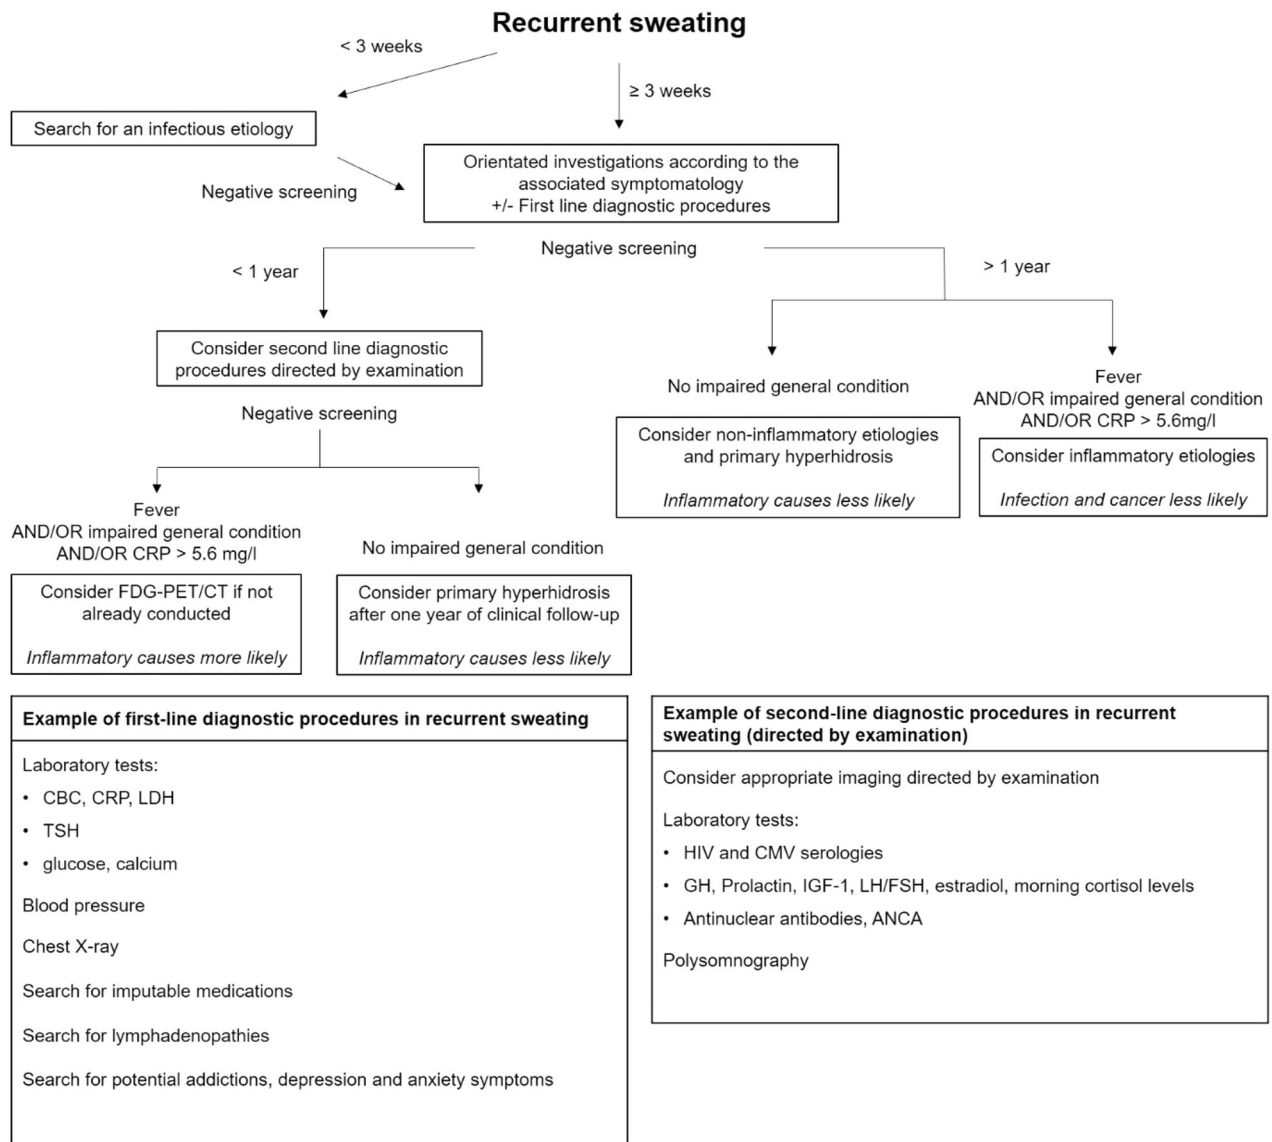 Recurrent sweating
< 3 weeks
≥ 3 weeks
Search for an infectious etiology
Negative screening
Orientated investigations according to the
associated symptomatology
+/- First line diagnostic procedures
Negative screening
< 1 year
> 1 year
Consider second line diagnostic
procedures directed by examination
Negative screening
No impaired general condition
Consider non-inflammatory etiologies
and primary hyperhidrosis
Inflammatory causes less likely
Fever
AND/OR impaired general condition
AND/OR CRP > 5.6mg/l
Consider inflammatory etiologies
Infection and cancer less likely
Fever
AND/OR impaired general condition
AND/OR CRP > 5.6 mg/l
Consider FDG-PET/CT if not
already conducted
Inflammatory causes more likely
No impaired general condition
Consider primary hyperhidrosis
after one year of clinical follow-up
Inflammatory causes less likely
Example of first-line diagnostic procedures in recurrent sweating
Laboratory tests:
• CBC, CRP, LDH
• TSH
• glucose, calcium
Blood pressure
Chest X-ray
Search for imputable medications
Search for lymphadenopathies
Search for potential addictions, depression and anxiety symptoms
Example of second-line diagnostic procedures in recurrent
sweating (directed by examination)
Consider appropriate imaging directed by examination
Laboratory tests:
• HIV and CMV serologies
• GH, Prolactin, IGF-1, LH/FSH, estradiol, morning cortisol levels
• Antinuclear antibodies, ANCA
Polysomnography